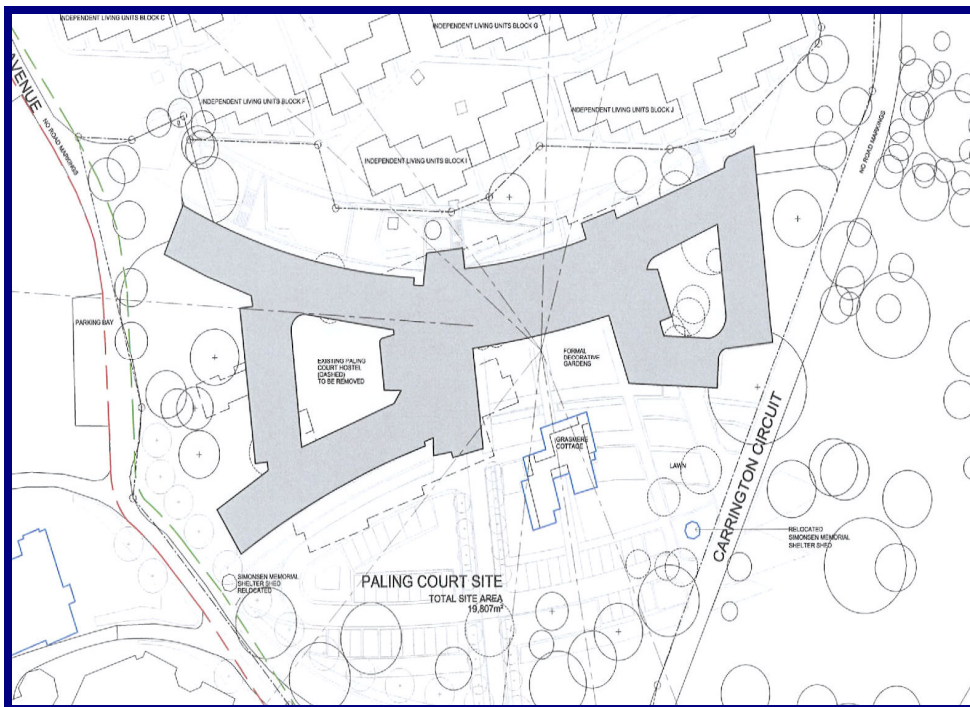 INDEPENDENT LIVING UNITS BLOCK C
INDEPENDENT LIVING UNITS BLOCK G
AVENUE
NO ROAD MARKINGS
INDEPENDENT LIVING UNITS BLOCK F
INDEPENDENT LIVING UNITS BLOCK J
INDEPENDENT LIVING UNITS BLOCK I
NO ROAD MARKINGS
PARKING BAY
EXISTING PALING
COURT HOSTEL
(DASHED)
TO BE REMOVED
FORMAL
DECORATIVE
GARDENS
GRASMERE
COTTAGE
LAWN
CARRINGTON CIRCUIT
RELOCATED
SIMONSEN MEMORIAL
SHELTER SHED
SIMONSEN MEMORIAL
SHELTER SHED
RELOCATED
PALING COURT SITE
TOTAL SITE AREA
19,807m²